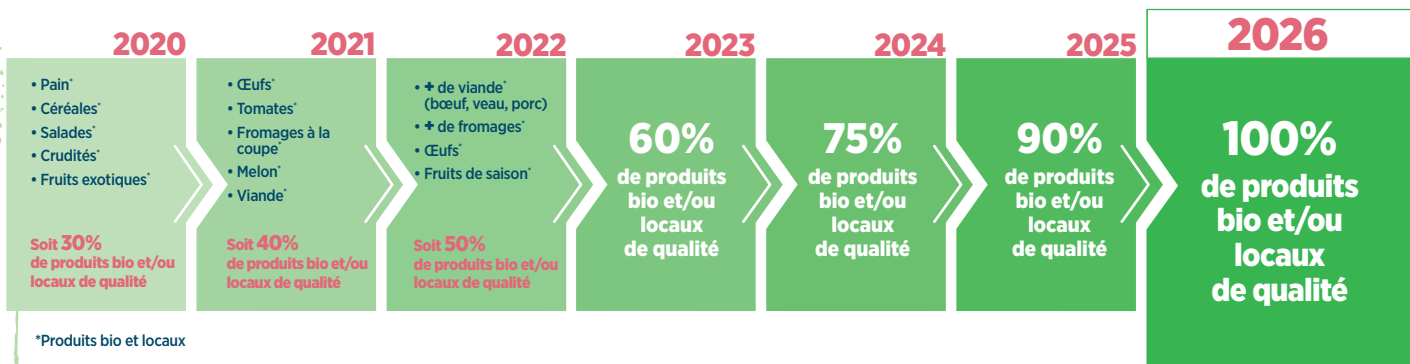 2020
• Pain*
• Céréales*
• Salades*
• Crudités*
• Fruits exotiques*
Soit 30%
de produits bio et/ou
locaux de qualité
2021
• Œufs*
• Tomates*
• Fromages à la
coupe*
• Melon*
• Viande*
Soit 40%
de produits bio et/ou
locaux de qualité
2022
• + de viande*
(bœuf, veau, porc)
• + de fromages*
• Œufs*
• Fruits de saison*
Soit 50%
de produits bio et/ou
locaux de qualité
2023
60%
de produits
bio et/ou
locaux
de qualité
2024
75%
de produits
bio et/ou
locaux
de qualité
2025
90%
de produits
bio et/ou
locaux
de qualité
2026
100%
de produits
bio et/ou
locaux
de qualité
*Produits bio et locaux